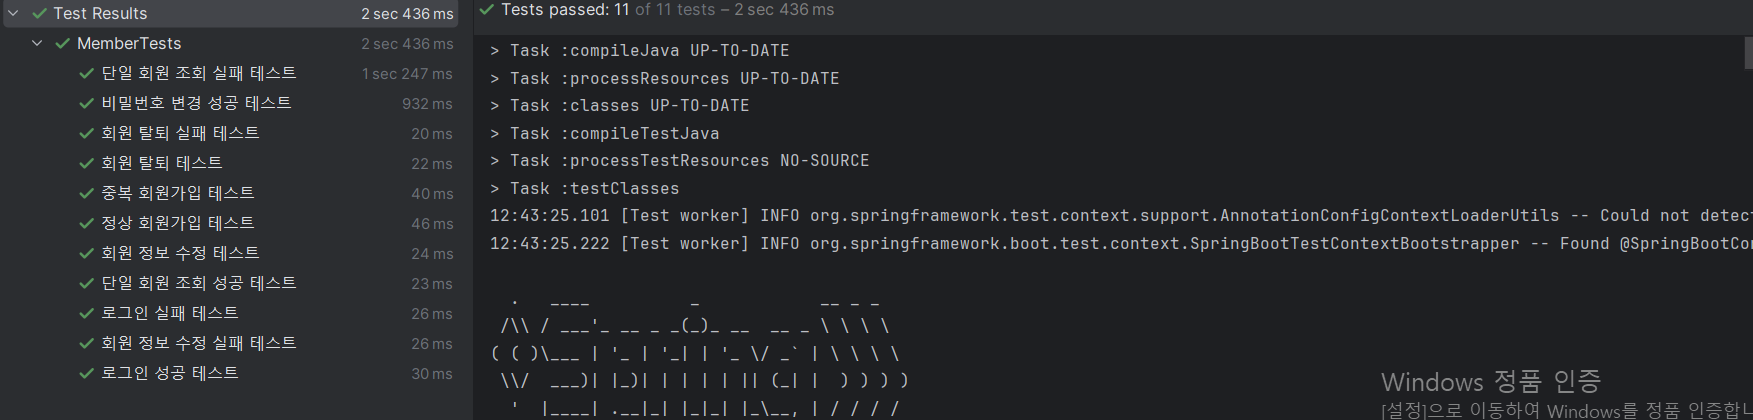 Test Results 2 sec 436 ms
MemberTests 2 sec 436 ms
단일 회원 조회 실패 테스트 1 sec 247 ms
비밀번호 변경 성공 테스트 932 ms
회원 탈퇴 실패 테스트 20 ms
회원 탈퇴 테스트 22 ms
중복 회원가입 테스트 40 ms
정상 회원가입 테스트 46 ms
회원 정보 수정 테스트 24 ms
단일 회원 조회 성공 테스트 23 ms
로그인 실패 테스트 26 ms
회원 정보 수정 실패 테스트 26 ms
로그인 성공 테스트 30 ms
Tests passed: 11 of 11 tests – 2 sec 436 ms
> Task :compileJava UP-TO-DATE
> Task :processResources UP-TO-DATE
> Task :classes UP-TO-DATE
> Task :compileTestJava
> Task :processTestResources NO-SOURCE
> Task :testClasses
12:43:25.101 [Test worker] INFO org.springframework.test.context.support.AnnotationConfigContextLoaderUtils -- Could not detect
12:43:25.222 [Test worker] INFO org.springframework.boot.test.context.SpringBootTestContextBootstrapper -- Found @SpringBootCon
  .   ____          _            __ _ _
 /\\ / ___'_ __ _ _(_)_ __  __ _ \ \ \ \
( ( )\___ | '_ | '_| | '_ \/ _` | \ \ \ \
 \\/  ___)| |_)| | | | | || (_| |  ) ) ) )
  '  |____| .__|_| |_|_| |_\__, | / / / /
Windows 정품 인증
[설정]으로 이동하여 Windows를 정품 인증합니